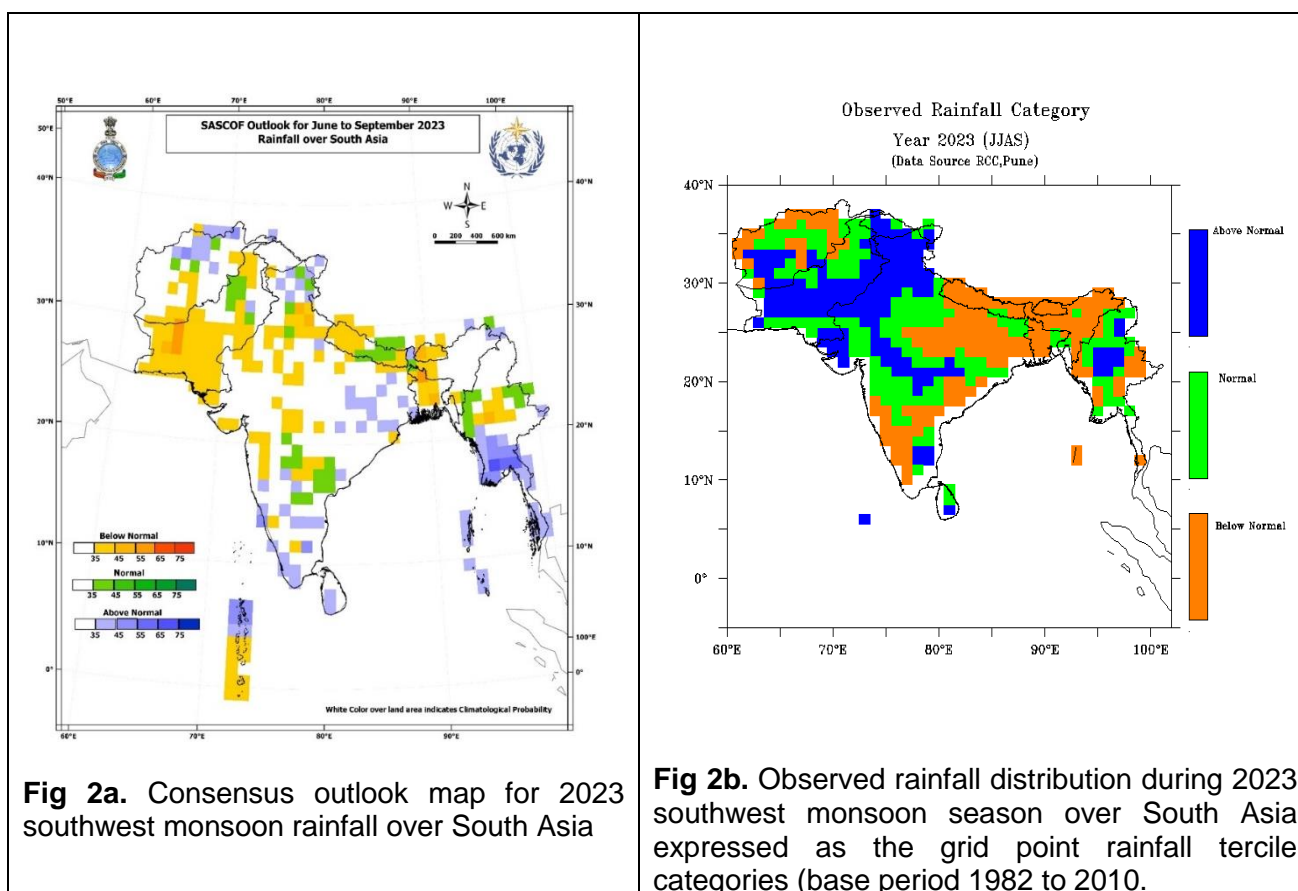 50°E 60°E 70°E 80°E 90°E 100°E
SASCOF Outlook for June to September 2023
Rainfall over South Asia
50°N
40°N
40°N
N
W E
S
0 200 400 600 km
30°N
30°N
20°N
20°N
10°N
10°N
Below Normal
35 45 55 65 75
Normal
35 45 55 65 75
Above Normal
35 45 55 65 75
100°E
0°
0°
White Color over land area indicates Climatological Probability
60°E 70°E 80°E 90°E
Fig 2a. Consensus outlook map for 2023
southwest monsoon rainfall over South Asia
Observed Rainfall Category
Year 2023 (JJAS)
(Data Source RCC,Pune)
40°N
30°N
20°N
10°N
0°
60°E 70°E 80°E 90°E 100°E
Above Normal
Normal
Below Normal
Fig 2b. Observed rainfall distribution during 2023
southwest monsoon season over South Asia
expressed as the grid point rainfall tercile
categories (base period 1982 to 2010.